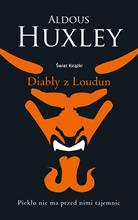 ALDOUS
HUXLEY
Świat Książki
Diabły z Loudun
Piekło nie ma przed nimi tajemnic